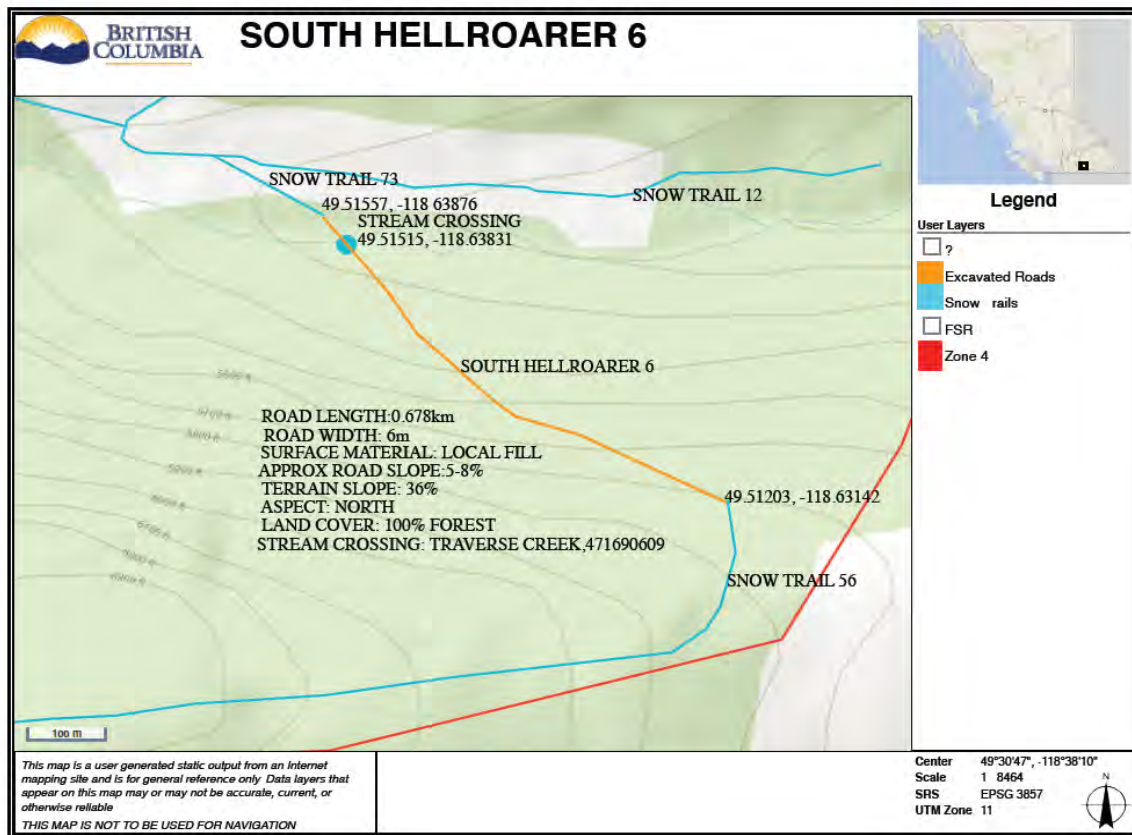 BRITISH
COLUMBIA
SOUTH HELLROARER 6
SNOW TRAIL 73
SNOW TRAIL 12
49.51557, -118 63876
STREAM CROSSING
49.51515, -118.63831
SOUTH HELLROARER 6
ROAD LENGTH:0.678km
ROAD WIDTH: 6m
SURFACE MATERIAL: LOCAL FILL
APPROX ROAD SLOPE:5-8%
TERRAIN SLOPE: 36%
ASPECT: NORTH
LAND COVER: 100% FOREST
STREAM CROSSING: TRAVERSE CREEK,471690609
49.51203, -118.63142
SNOW TRAIL 56
100 m
Legend
User Layers
?
Excavated Roads
Snow rails
FSR
Zone 4
This map is a user generated static output from an Internet
mapping site and is for general reference only Data layers that
appear on this map may or may not be accurate, current, or
otherwise reliable
THIS MAP IS NOT TO BE USED FOR NAVIGATION
Center 49°30'47", -118°38'10"
Scale 1 8464
SRS EPSG 3857
UTM Zone 11
N